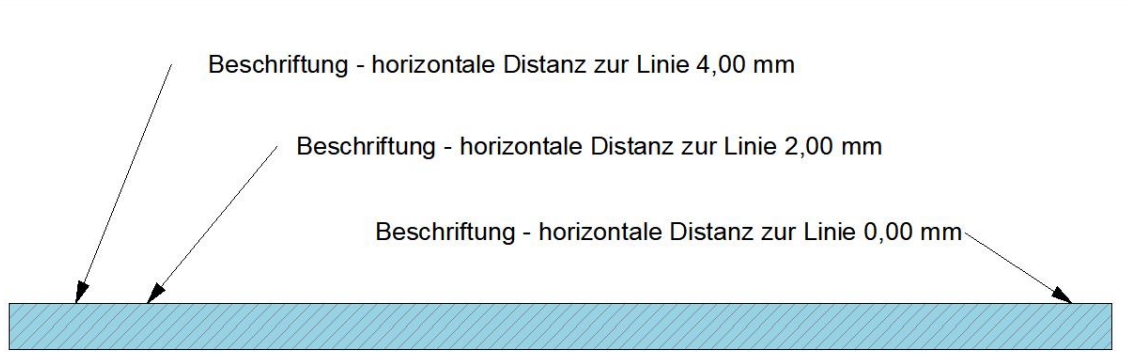 Beschriftung - horizontale Distanz zur Linie 4,00 mm
Beschriftung - horizontale Distanz zur Linie 2,00 mm
Beschriftung - horizontale Distanz zur Linie 0,00 mm